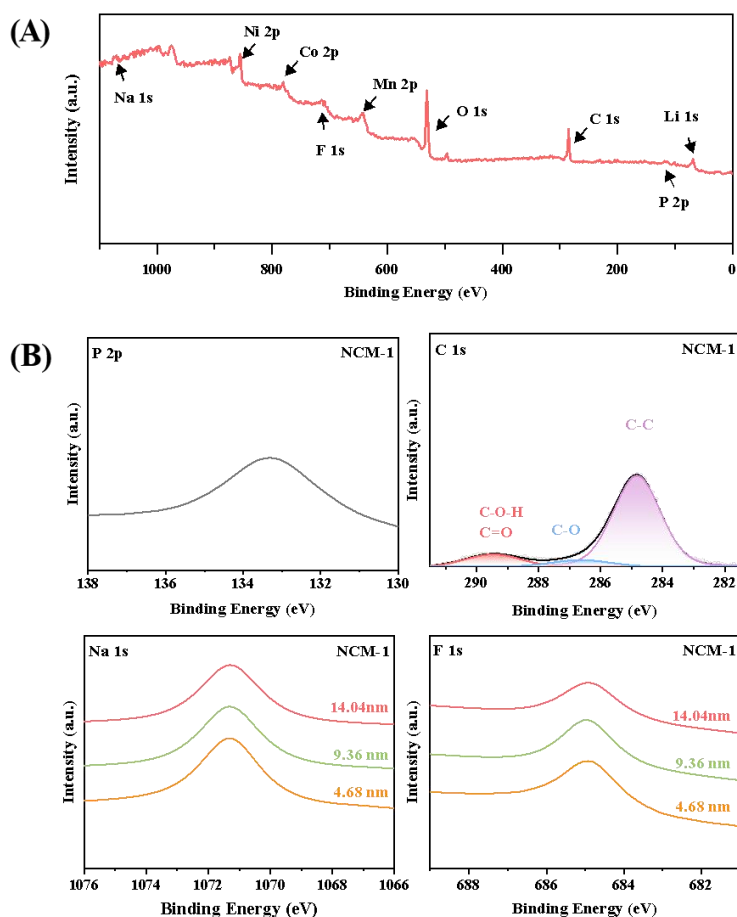 (A)
Ni 2p
Co 2p
Na 1s
Mn 2p
O 1s
C 1s
Li 1s
F 1s
P 2p
Intensity (a.u.)
1000 800 600 400 200 0
Binding Energy (eV)
(B)
P 2p NCM-1
Intensity (a.u.)
138 136 134 132 130
Binding Energy (eV)
C 1s NCM-1
C-C
C-O-H
C=O
C-O
Intensity (a.u.)
290 288 286 284 282
Binding Energy (eV)
Na 1s NCM-1
14.04nm
9.36 nm
4.68 nm
Intensity (a.u.)
1076 1074 1072 1070 1068 1066
Binding Energy (eV)
F 1s NCM-1
14.04nm
9.36 nm
4.68 nm
Intensity (a.u.)
688 686 684 682
Binding Energy (eV)